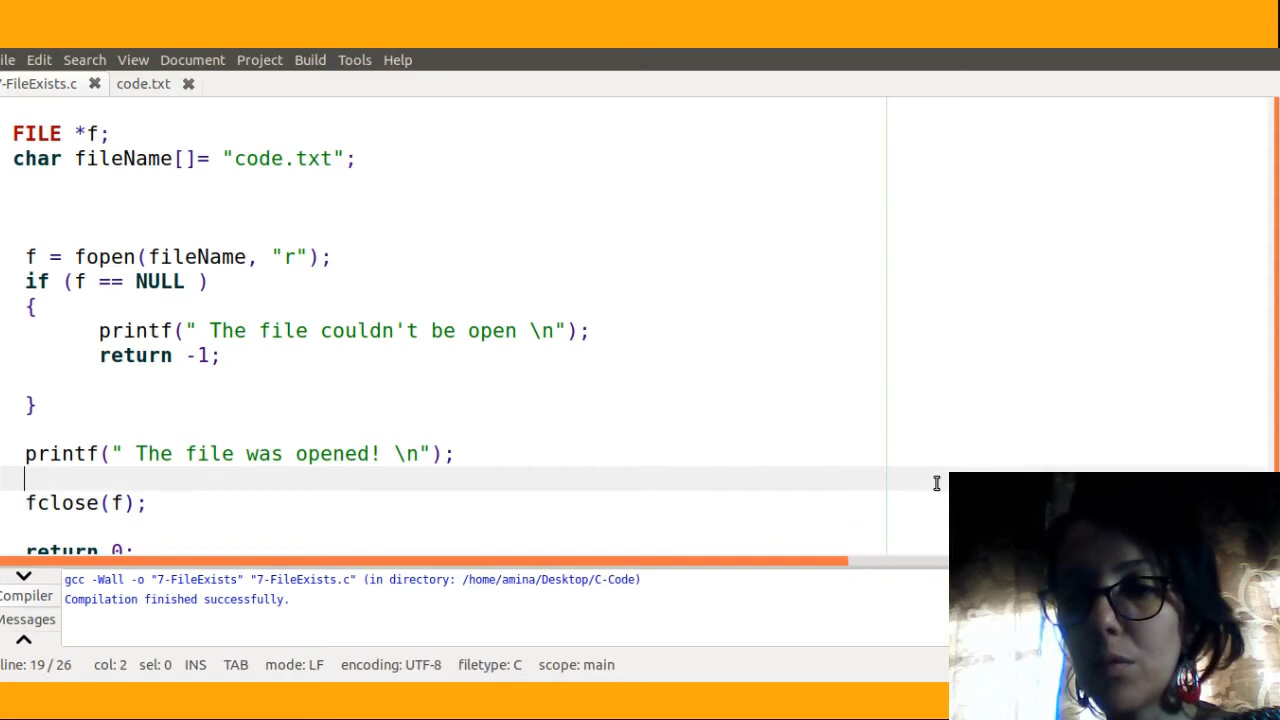 ile Edit Search View Document Project Build Tools Help
7-FileExists.c code.txt
FILE *f;
char fileName[]= "code.txt";
f = fopen(fileName, "r");
if (f == NULL )
{
printf(" The file couldn't be open \n");
return -1;
}
printf(" The file was opened! \n");
fclose(f);
return 0;
gcc -Wall -o "7-FileExists" "7-FileExists.c" (in directory: /home/amina/Desktop/C-Code)
Compiler
Compilation finished successfully.
Messages
line: 19 / 26 col: 2 sel: 0 INS TAB mode: LF encoding: UTF-8 filetype: C scope: main